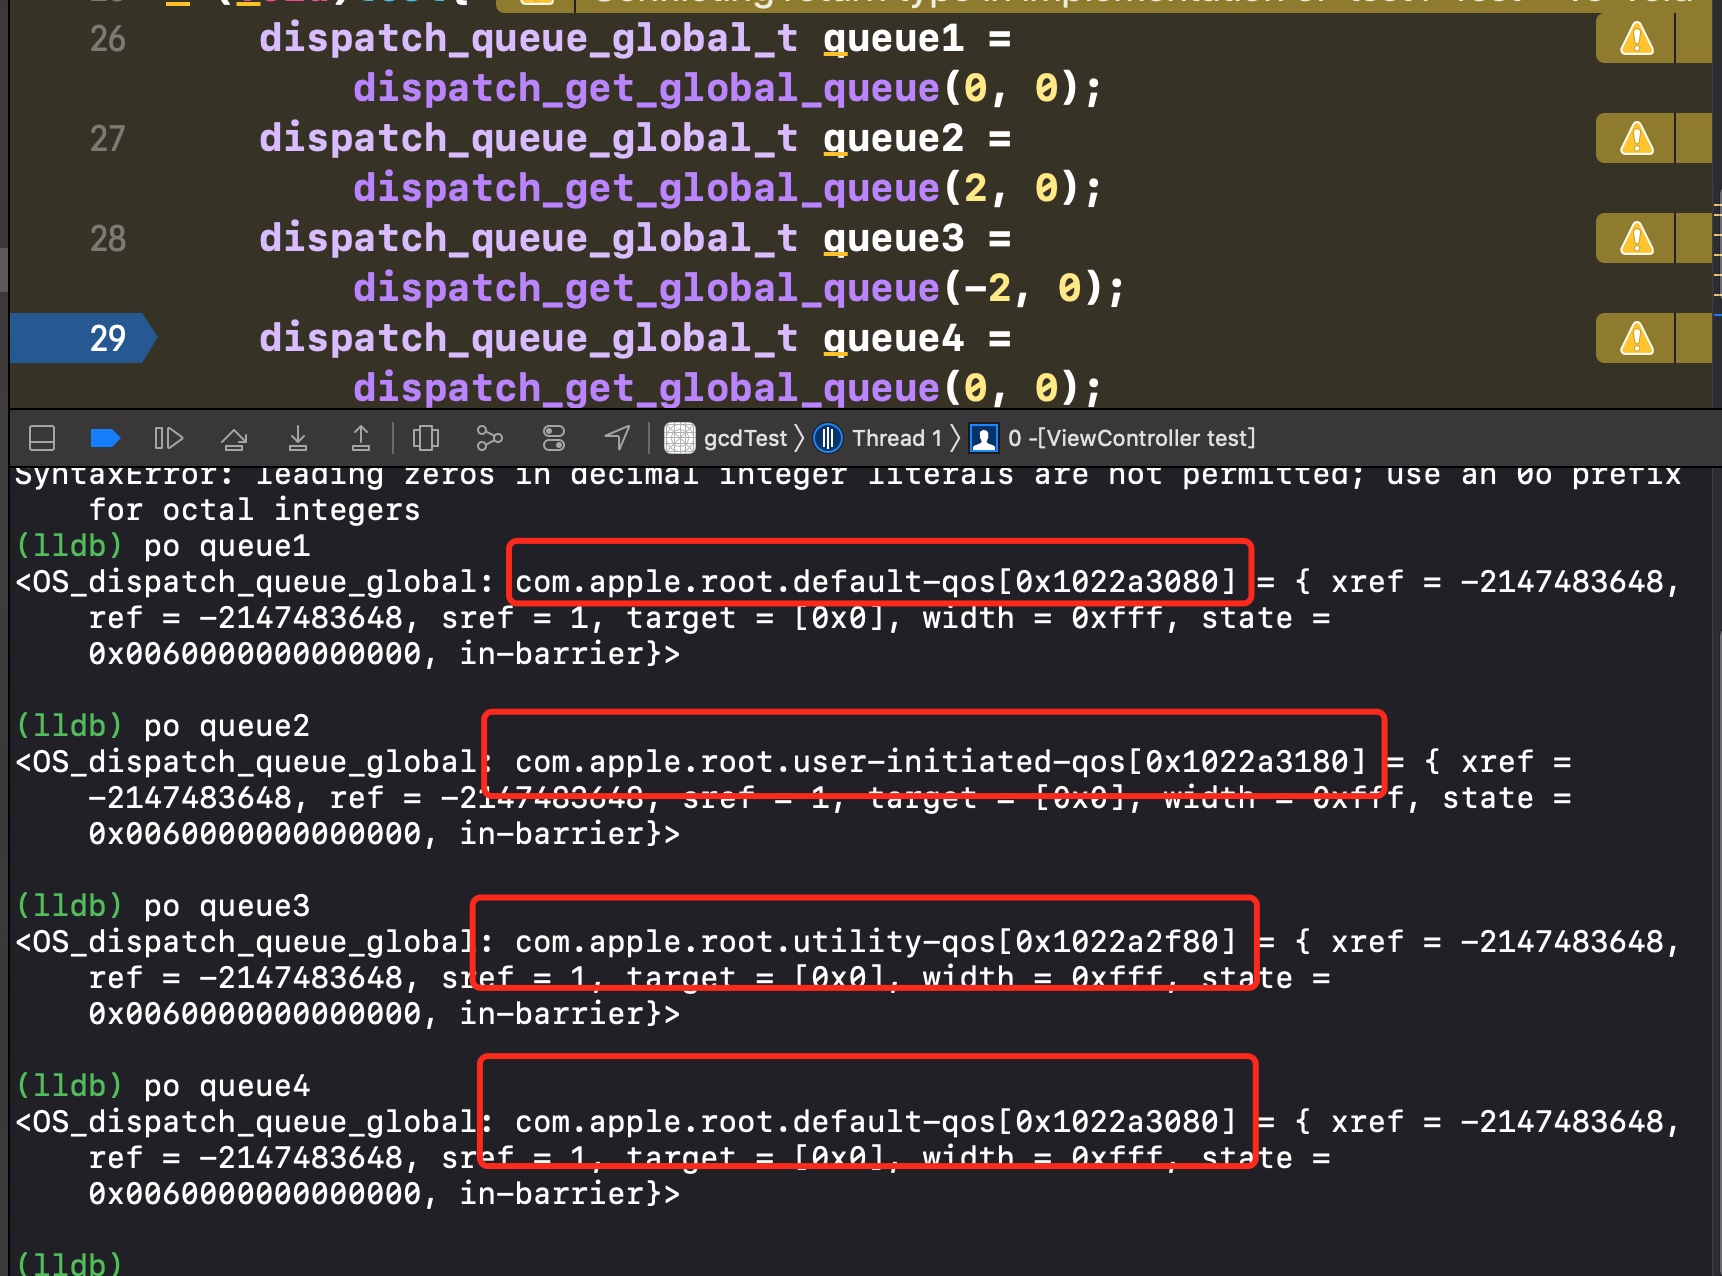 26 dispatch_queue_global_t queue1 =
dispatch_get_global_queue(0, 0);
27 dispatch_queue_global_t queue2 =
dispatch_get_global_queue(2, 0);
28 dispatch_queue_global_t queue3 =
dispatch_get_global_queue(-2, 0);
29 dispatch_queue_global_t queue4 =
dispatch_get_global_queue(0, 0);
gcdTest Thread 1 0 -[ViewController test]
SyntaxError: leading zeros in decimal integer literals are not permitted; use an 0o prefix
for octal integers
(lldb) po queue1
<OS_dispatch_queue_global: com.apple.root.default-qos[0x1022a3080] = { xref = -2147483648,
ref = -2147483648, sref = 1, target = [0x0], width = 0xfff, state =
0x0060000000000000, in-barrier}>
(lldb) po queue2
<OS_dispatch_queue_global: com.apple.root.user-initiated-qos[0x1022a3180] = { xref =
-2147483648, ref = -2147483648, sref = 1, target = [0x0], width = 0xfff, state =
0x0060000000000000, in-barrier}>
(lldb) po queue3
<OS_dispatch_queue_global: com.apple.root.utility-qos[0x1022a2f80] = { xref = -2147483648,
ref = -2147483648, sref = 1, target = [0x0], width = 0xfff, state =
0x0060000000000000, in-barrier}>
(lldb) po queue4
<OS_dispatch_queue_global: com.apple.root.default-qos[0x1022a3080] = { xref = -2147483648,
ref = -2147483648, sref = 1, target = [0x0], width = 0xfff, state =
0x0060000000000000, in-barrier}>
(lldb)